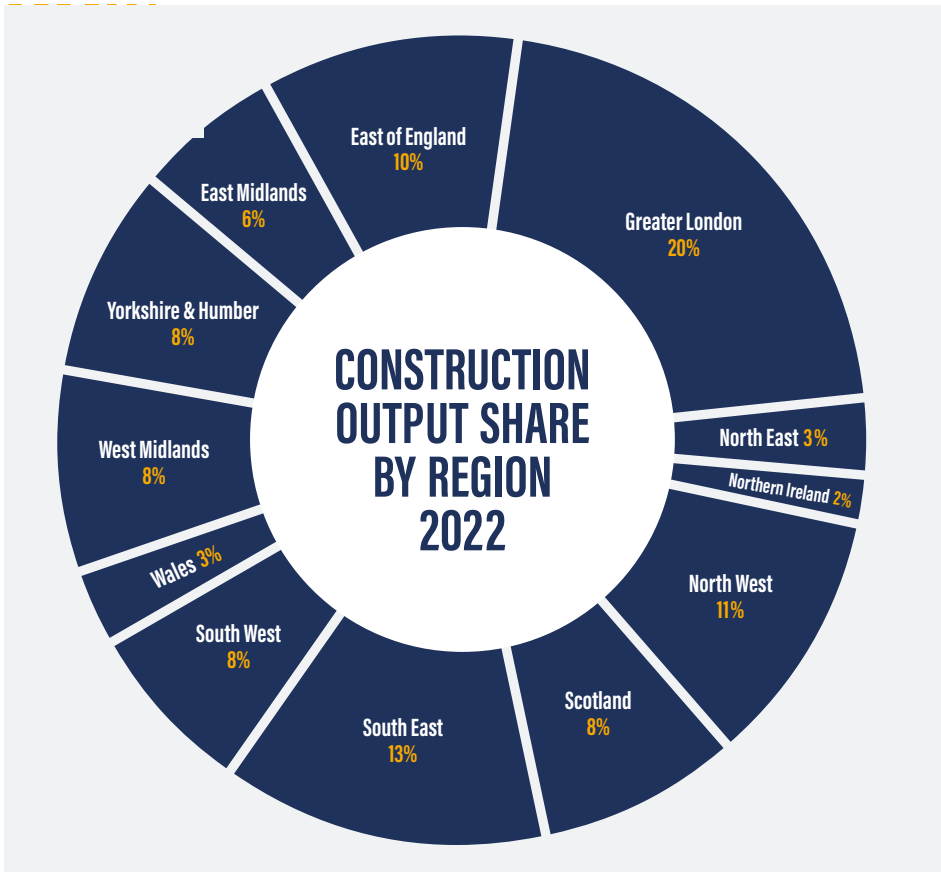 East of England
10%
Greater London
20%
East Midlands
6%
Yorkshire & Humber
8%
CONSTRUCTION
OUTPUT SHARE
BY REGION
2022
North East 3%
Northern Ireland 2%
West Midlands
8%
Wales 3%
North West
11%
South West
8%
Scotland
8%
South East
13%